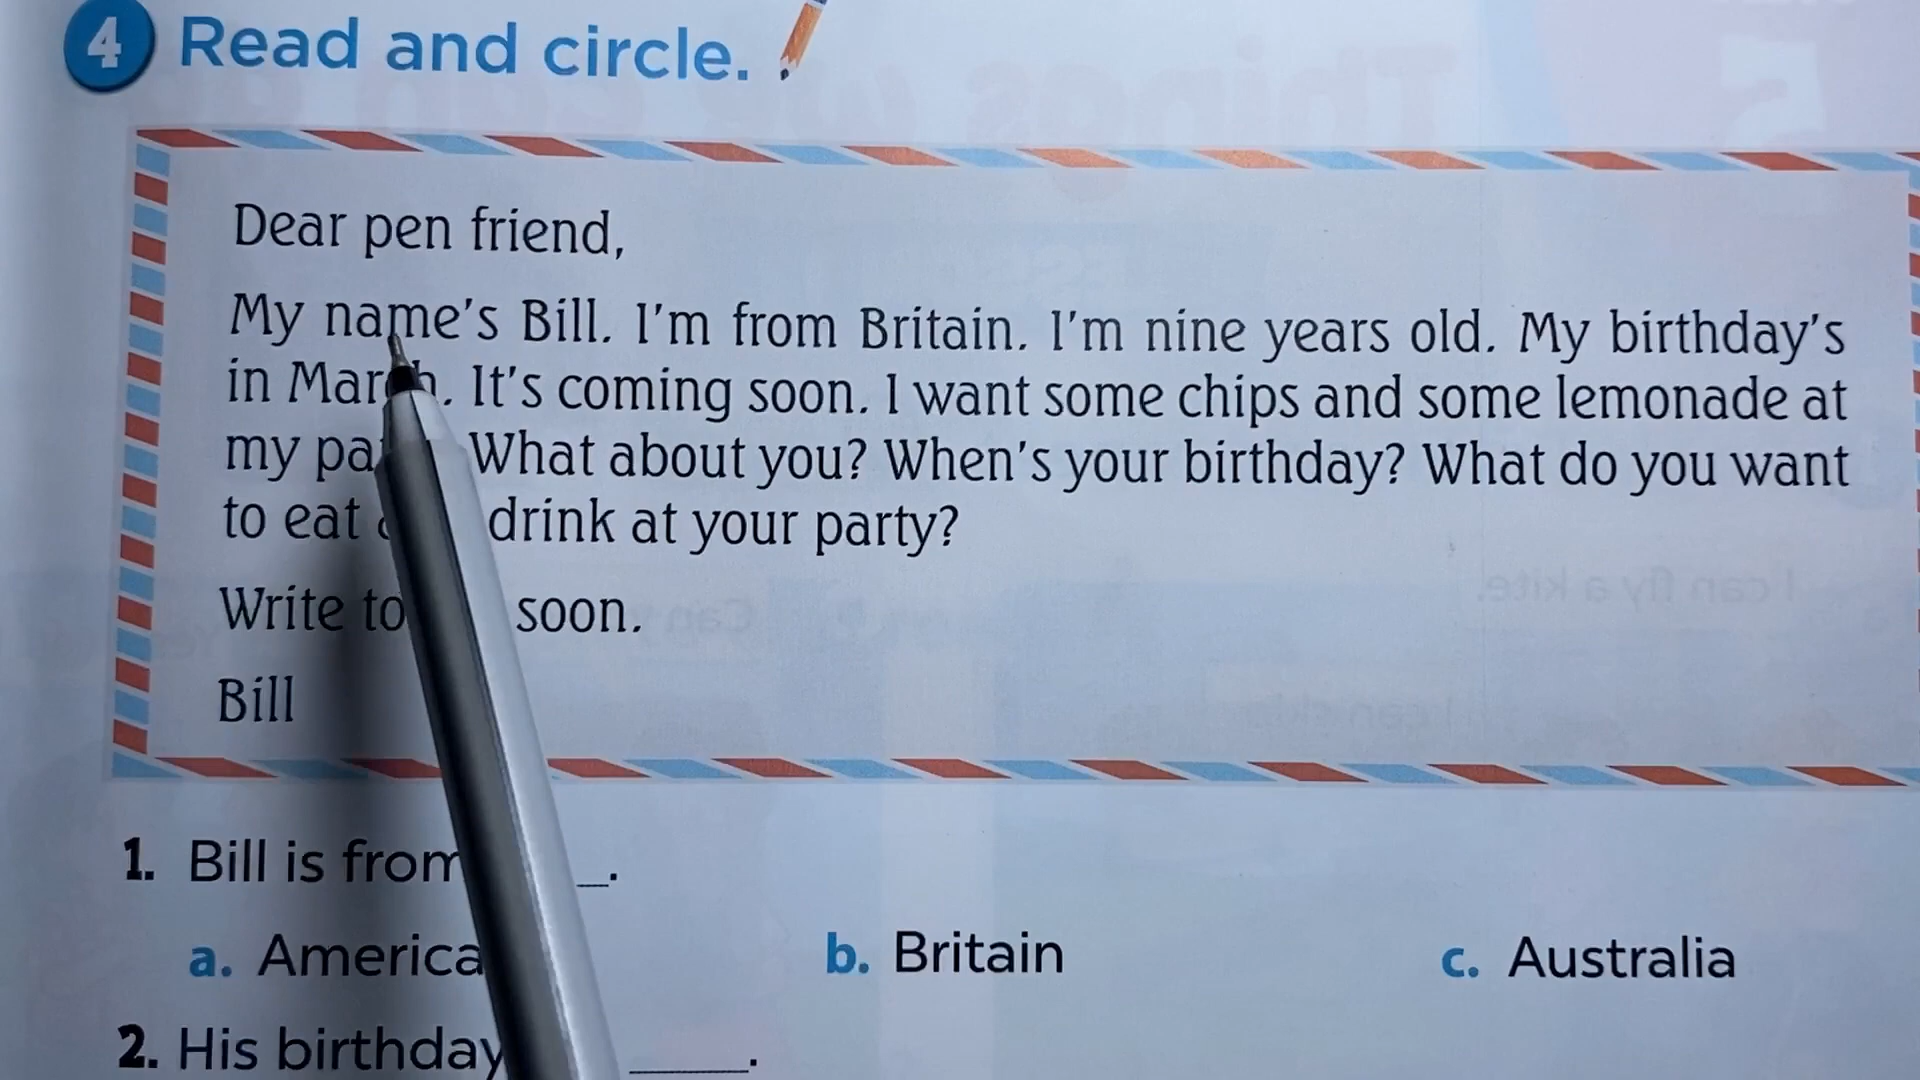 4 Read and circle.
Dear pen friend,
My name's Bill. I'm from Britain. I'm nine years old. My birthday's
in March. It's coming soon. I want some chips and some lemonade at
my What about you? When's your birthday? What do you want
to eat drink at your party?
Write to soon.
Bill
1. Bill is from __.
a. America
b. Britain
c. Australia
2. His birthday _____.